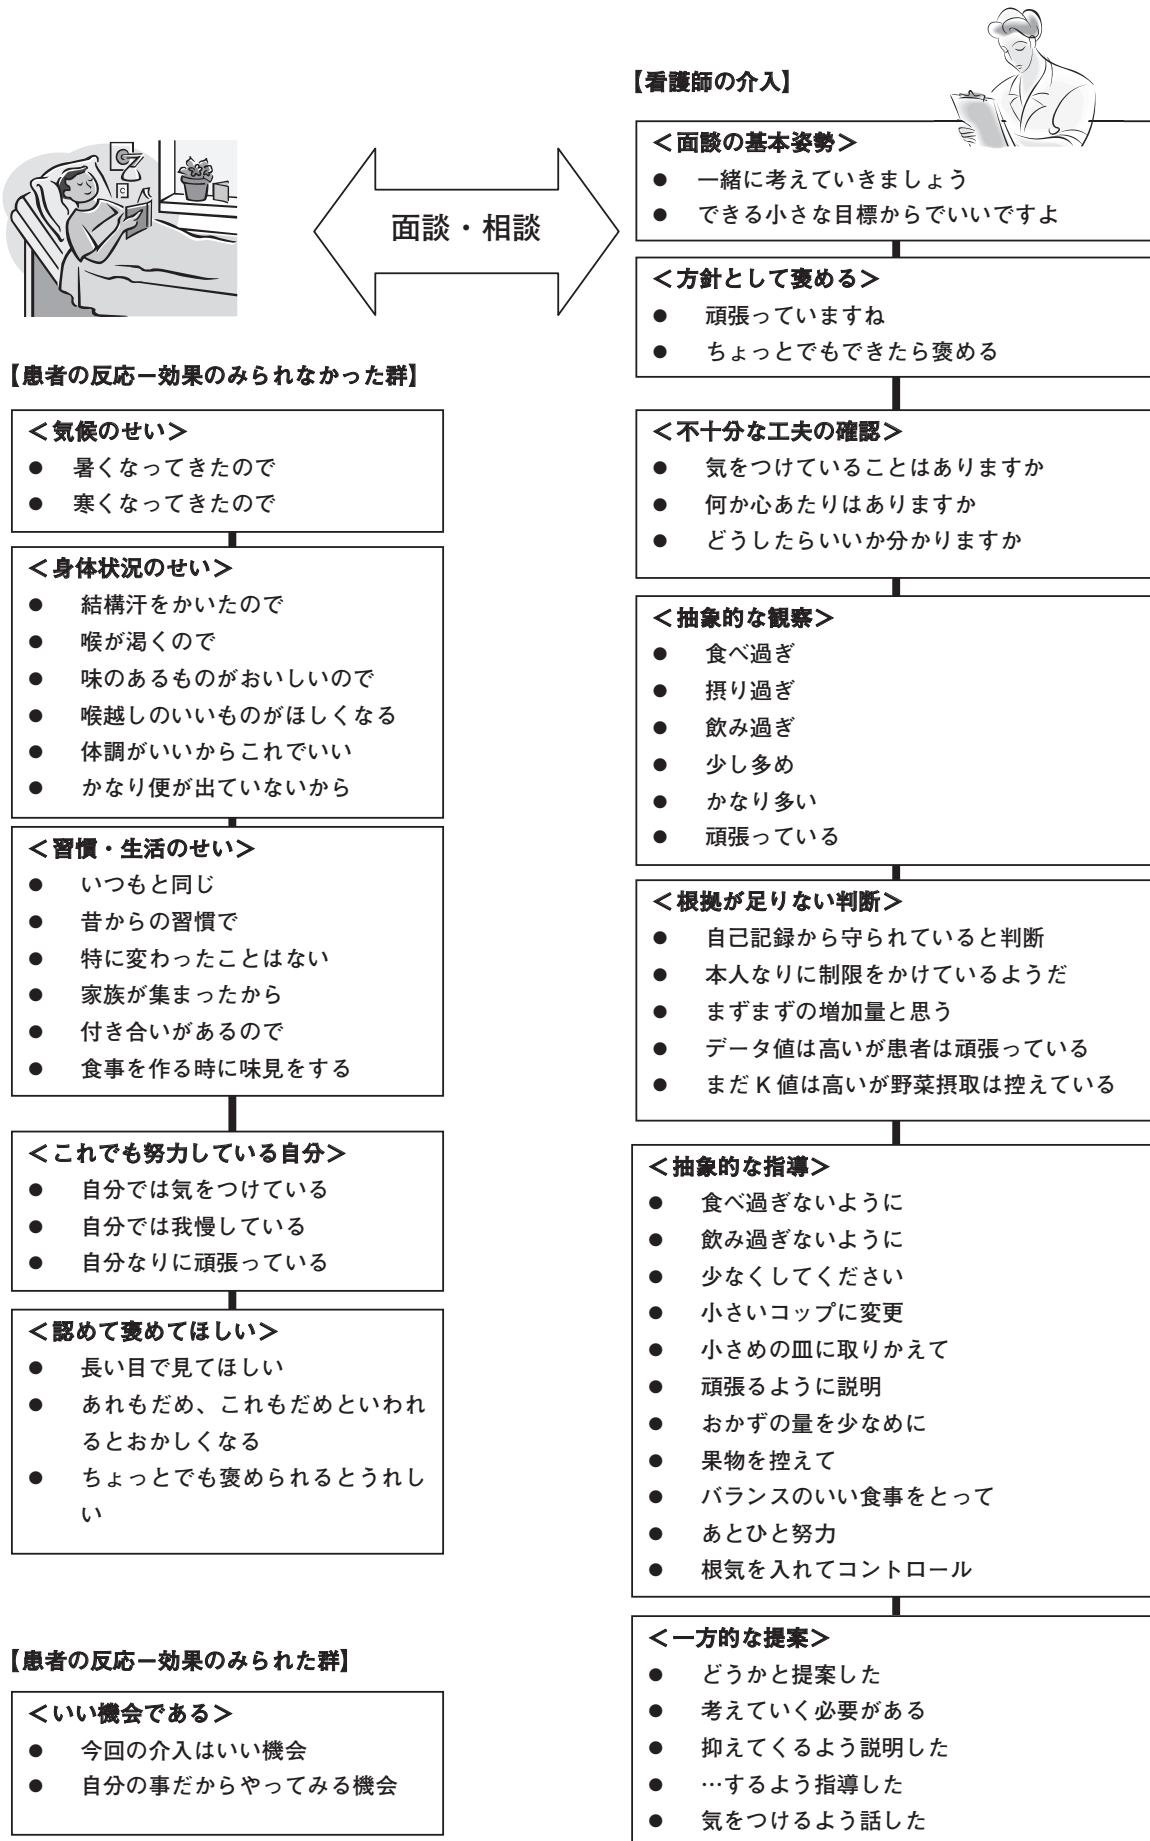 【看護師の介入】
＜面談の基本姿勢＞
● 一緒に考えていきましょう
● できる小さな目標からでいいですよ
面談・相談
＜方針として褒める＞
● 頑張っていますね
● ちょっとでもできたら褒める
＜不十分な工夫の確認＞
● 気をつけていることはありますか
● 何か心あたりはありますか
● どうしたらいいか分かりますか
＜抽象的な観察＞
● 食べ過ぎ
● 摂り過ぎ
● 飲み過ぎ
● 少し多め
● かなり多い
● 頑張っている
＜根拠が足りない判断＞
● 自己記録から守られていると判断
● 本人なりに制限をかけているようだ
● まずまずの増加量と思う
● データ値は高いが患者は頑張っている
● まだ K 値は高いが野菜摂取は控えている
＜抽象的な指導＞
● 食べ過ぎないように
● 飲み過ぎないように
● 少なくしてください
● 小さいコップに変更
● 小さめの皿に取りかえて
● 頑張るように説明
● おかずの量を少なめに
● 果物を控えて
● バランスのいい食事をとって
● あとひと努力
● 根気を入れてコントロール
＜一方的な提案＞
● どうかと提案した
● 考えていく必要がある
● 抑えてくるよう説明した
● …するよう指導した
● 気をつけるよう話した
【患者の反応－効果のみられなかった群】
＜気候のせい＞
● 暑くなってきたので
● 寒くなってきたので
＜身体状況のせい＞
● 結構汗をかいたので
● 喉が渇くので
● 味のあるものがおいしいので
● 喉越しのいいものがほしくなる
● 体調がいいからこれでいい
● かなり便が出ていないから
＜習慣・生活のせい＞
● いつもと同じ
● 昔からの習慣で
● 特に変わったことはない
● 家族が集まったから
● 付き合いがあるので
● 食事を作る時に味見をする
＜これでも努力している自分＞
● 自分では気をつけている
● 自分では我慢している
● 自分なりに頑張っている
＜認めて褒めてほしい＞
● 長い目で見てほしい
● あれもだめ、これもだめといわれ
るとおかしくなる
● ちょっとでも褒められるとうれし
い
【患者の反応－効果のみられた群】
＜いい機会である＞
● 今回の介入はいい機会
● 自分の事だからやってみる機会